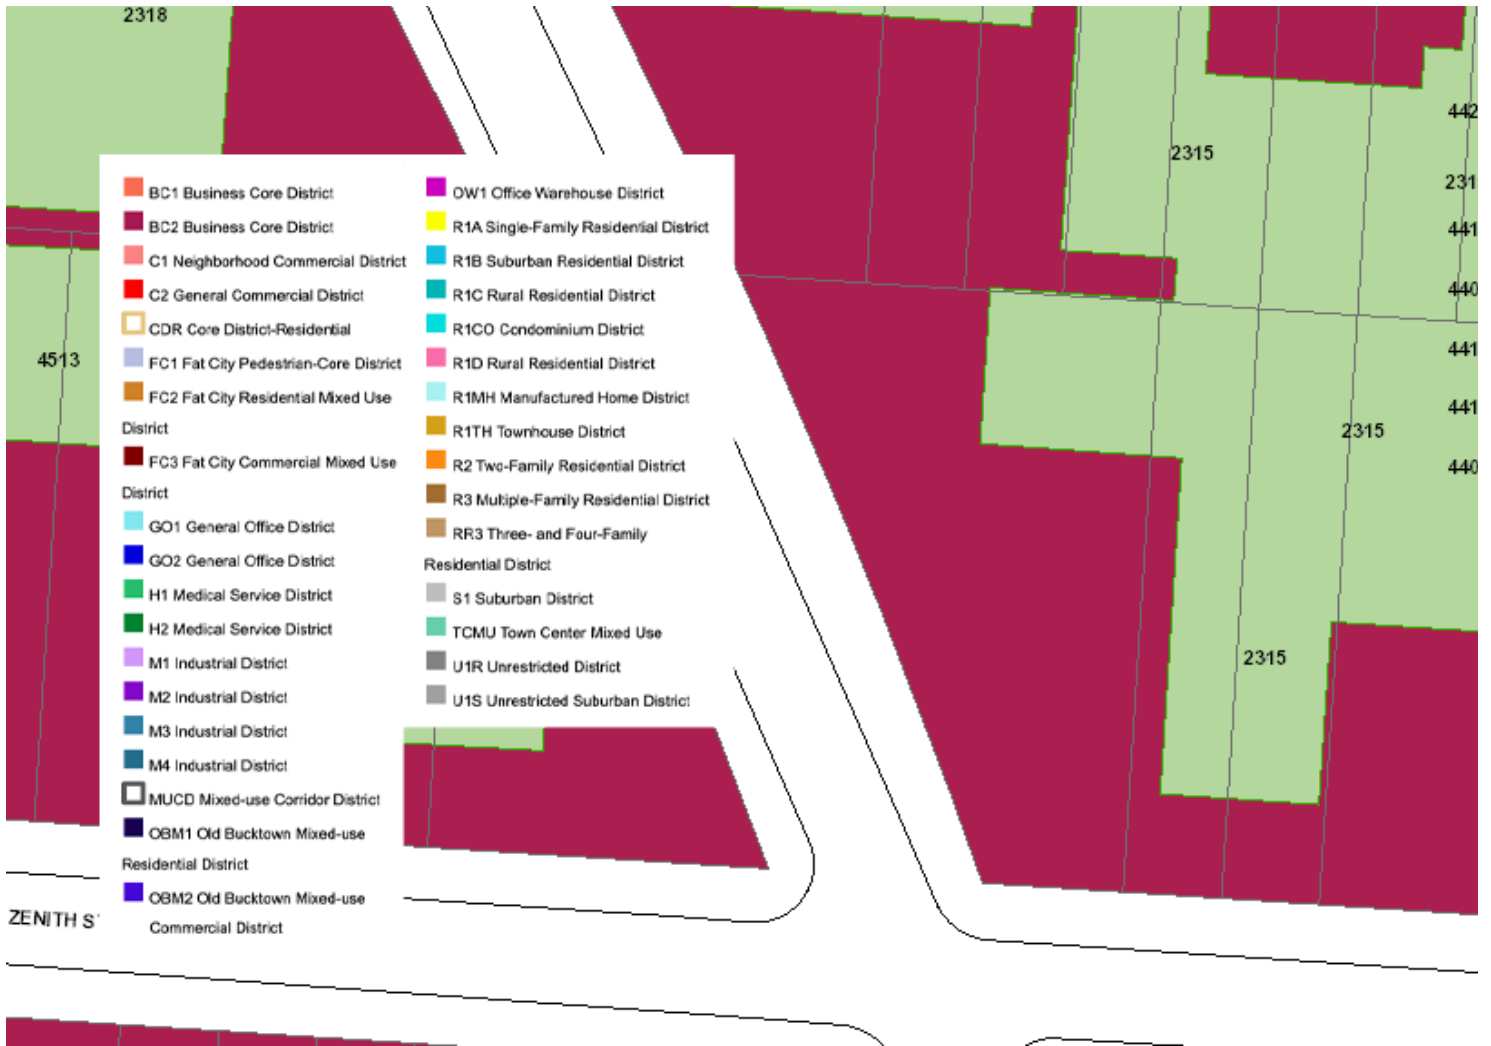 2318
442
2315
231
441
440
441
4513
441
2315
440
2315
BC1 Business Core District
BC2 Business Core District
C1 Neighborhood Commercial District
C2 General Commercial District
CDR Core District-Residential
FC1 Fat City Pedestrian-Core District
FC2 Fat City Residential Mixed Use
District
FC3 Fat City Commercial Mixed Use
District
GO1 General Office District
GO2 General Office District
H1 Medical Service District
H2 Medical Service District
M1 Industrial District
M2 Industrial District
M3 Industrial District
M4 Industrial District
MUCD Mixed-use Corridor District
OBM1 Old Bucktown Mixed-use
Residential District
OBM2 Old Bucktown Mixed-use
Commercial District
OW1 Office Warehouse District
R1A Single-Family Residential District
R1B Suburban Residential District
R1C Rural Residential District
R1CO Condominium District
R1D Rural Residential District
R1MH Manufactured Home District
R1TH Townhouse District
R2 Two-Family Residential District
R3 Multiple-Family Residential District
RR3 Three- and Four-Family
Residential District
S1 Suburban District
TCMU Town Center Mixed Use
U1R Unrestricted District
U1S Unrestricted Suburban District
ZENITH S